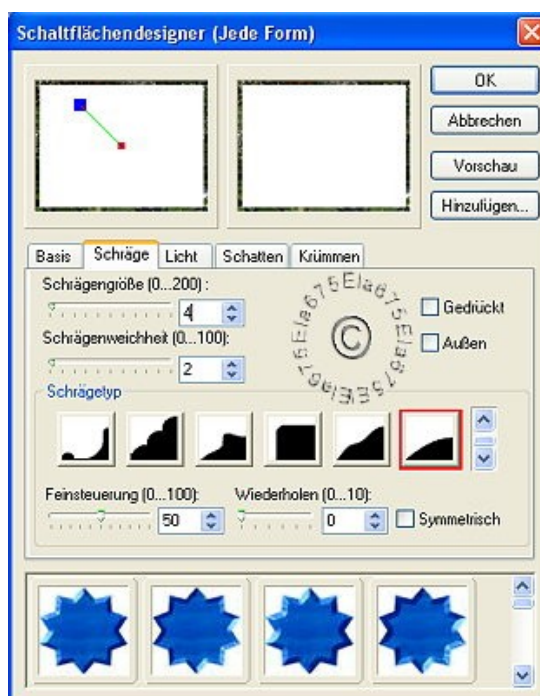 Schaltflächendesigner (Jede Form)
OK
Abbrechen
Vorschau
Hinzufügen...
Basis Schräge Licht Schatten Krümmen
Schrägengröße (0...200) :
4
Gedrückt
Schrägenweichheit (0...100):
Außen
2
©
Ela675Ela675Ela675Ela675
Schrägetyp
Feinsteuerung (0...100): Wiederholen (0...10):
50 0 Symmetrisch